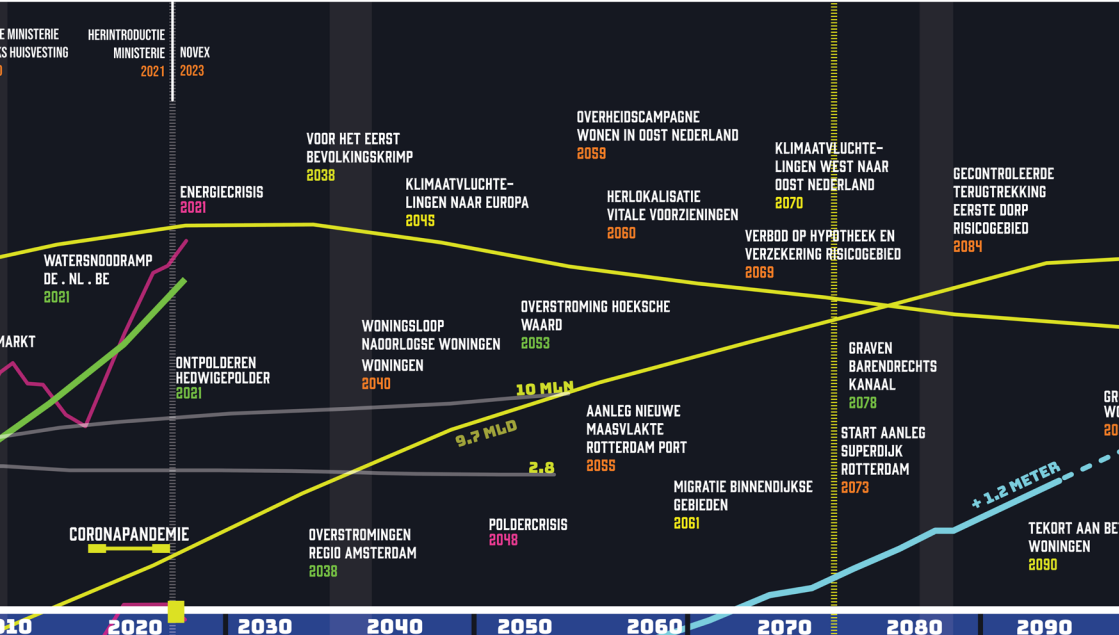 E MINISTERIE
S HUISVESTING
HERINTRODUCTIE
MINISTERIE
2021
NOVEX
2023
ENERGIECRISIS
2021
WATERSNOODRAMP
DE . NL . BE
2021
MARKT
ONTPOLDEREN
HEDWIGEPOLDER
2021
CORONAPANDEMIE
VOOR HET EERST
BEVOLKINGSKRIMP
2038
KLIMAATVLUCHTE-
LINGEN NAAR EUROPA
2045
WONINGSLOOP
NAOORLOGSE WONINGEN
WONINGEN
2040
OVERSTROMINGEN
REGIO AMSTERDAM
2038
10 MLN
9.7 MLD
2.8
POLDERCRISIS
2048
OVERHEIDSCAMPAGNE
WONEN IN OOST NEDERLAND
2059
HERLOKALISATIE
VITALE VOORZIENINGEN
2060
OVERSTROMING HOEKSCHE
WAARD
2053
AANLEG NIEUWE
MAASVLAKTE
ROTTERDAM PORT
2055
MIGRATIE BINNENDIJKSE
GEBIEDEN
2061
KLIMAATVLUCHTE-
LINGEN WEST NAAR
OOST NEDERLAND
2070
VERBOD OP HYPOTHEEK EN
VERZEKERING RISICOGEBIED
2069
GRAVEN
BARENDRECHTS
KANAAL
2078
START AANLEG
SUPERDIJK
ROTTERDAM
2073
GECONTROLEERDE
TERUGTREKKING
EERSTE DORP
RISICOGEBIED
2084
+ 1.2 METER
TEKORT AAN BE
WONINGEN
2090
2020
2030
2040
2050
2060
2070
2080
2090